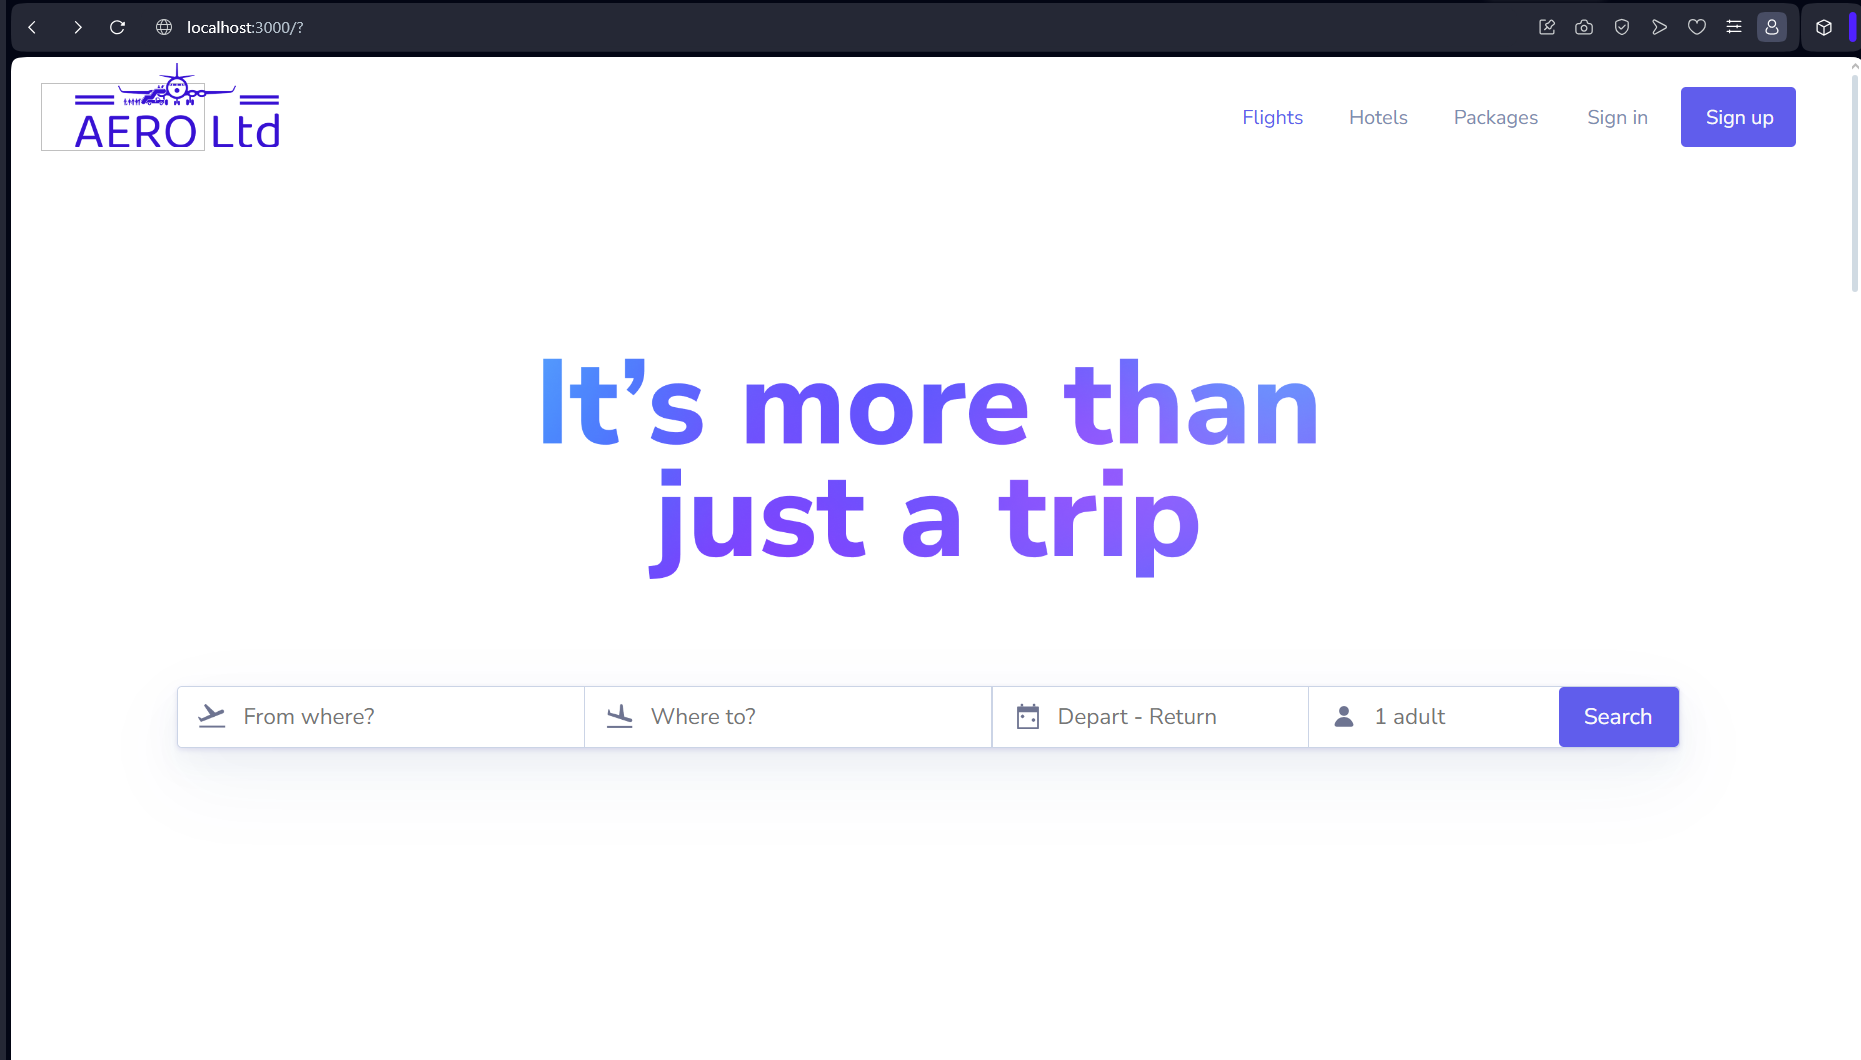 localhost:3000/?
AERO Ltd
Flights
Hotels
Packages
Sign in
Sign up
It’s more than
just a trip
From where?
Where to?
Depart - Return
1 adult
Search